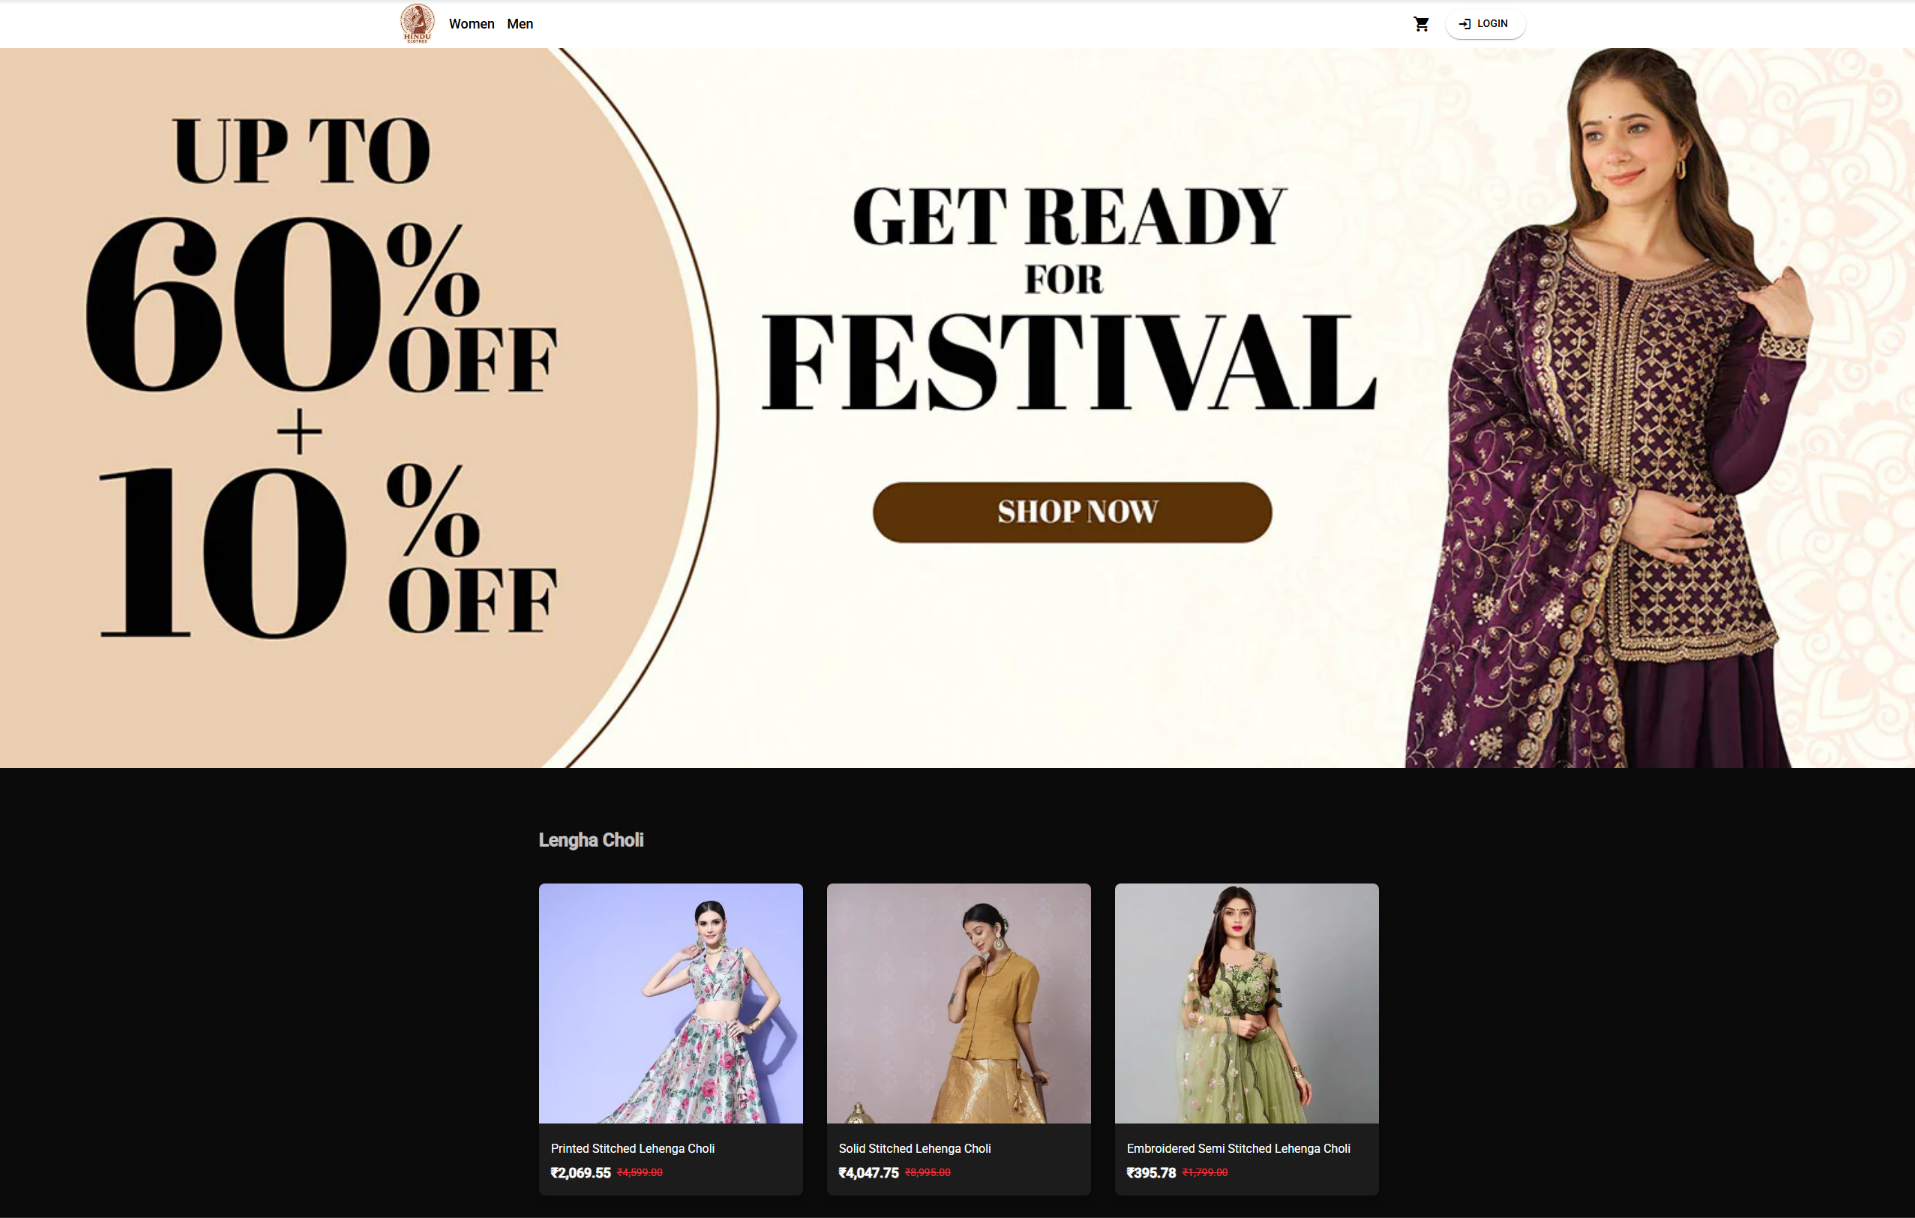 HINDU
CLOTHES
Women Men
LOGIN
UP TO
60% OFF
+
10% OFF
GET READY
FOR
FESTIVAL
SHOP NOW
Lengha Choli
Printed Stitched Lehenga Choli
₹2,069.55 ₹4,599.00
Solid Stitched Lehenga Choli
₹4,047.75 ₹8,995.00
Embroidered Semi Stitched Lehenga Choli
₹395.78 ₹1,799.00